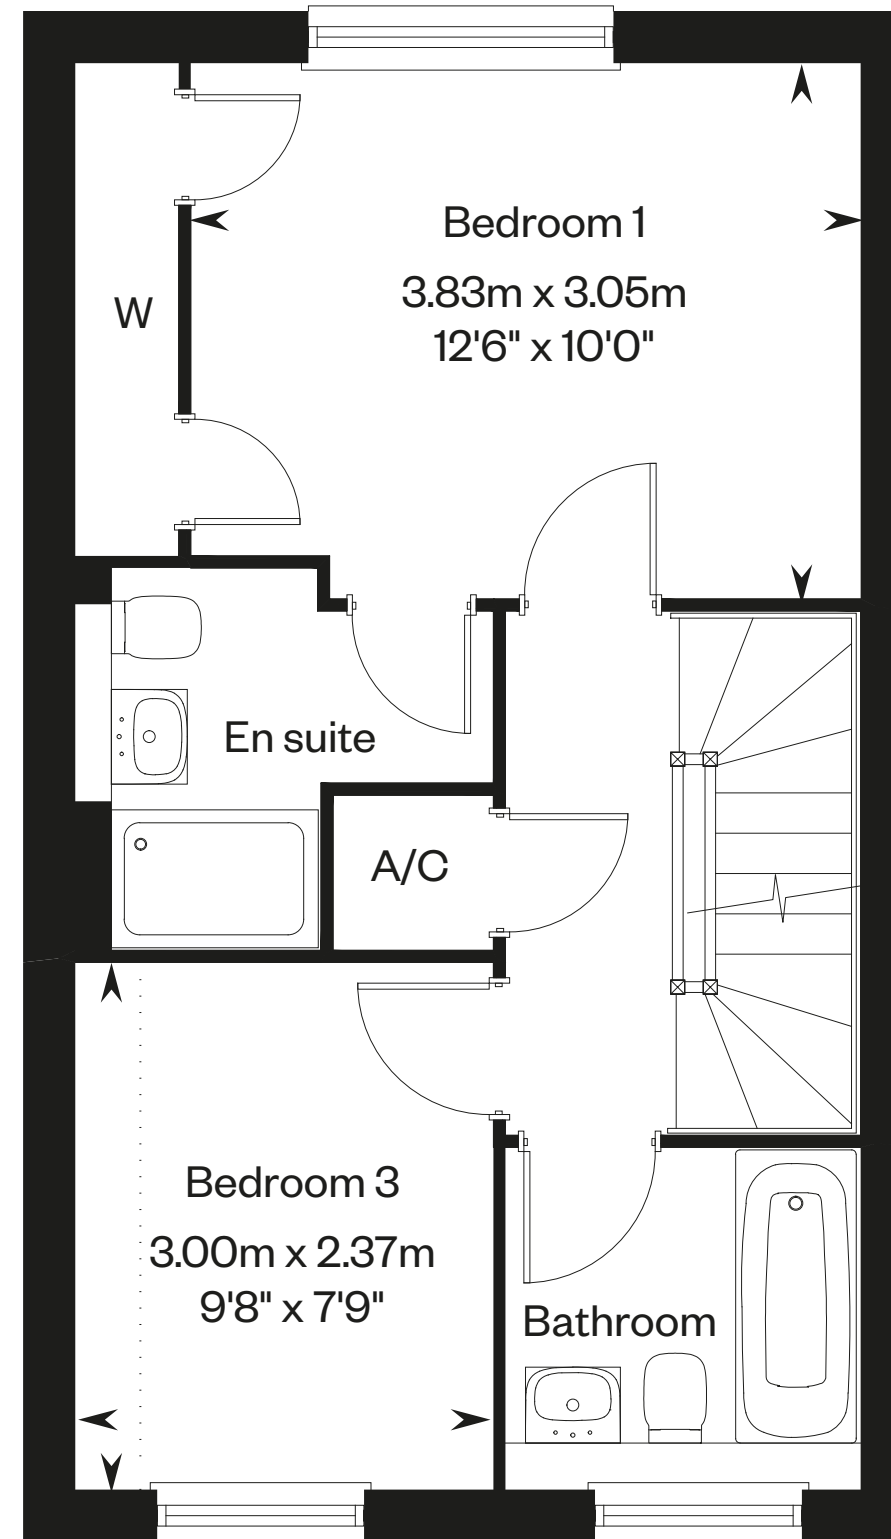 Bedroom 1
3.83m x 3.05m
12'6" x 10'0"
W
En suite
A/C
Bedroom 3
3.00m x 2.37m
9'8" x 7'9"
Bathroom